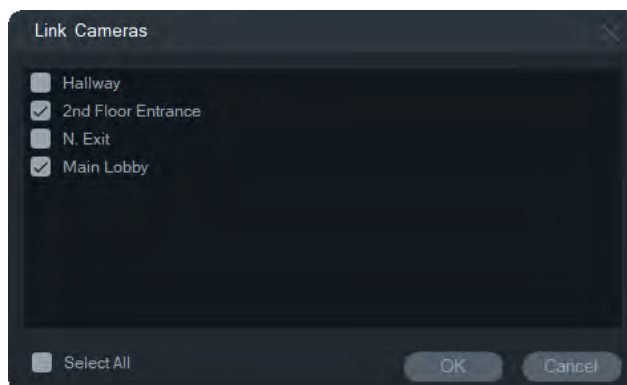 Link Cameras
Hallway
2nd Floor Entrance
N. Exit
Main Lobby
Select All
OK
Cancel